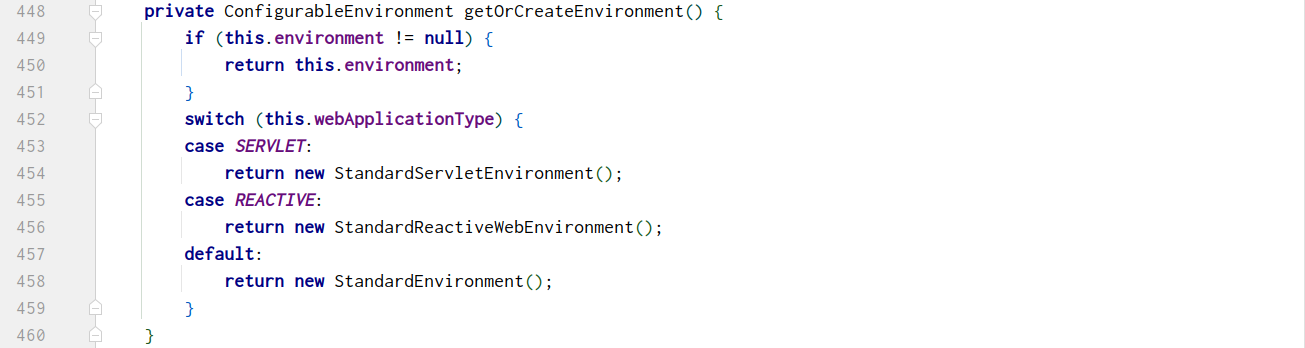 448 private ConfigurableEnvironment getOrCreateEnvironment() {
449 if (this.environment != null) {
450 return this.environment;
451 }
452 switch (this.webApplicationType) {
453 case SERVLET:
454 return new StandardServletEnvironment();
455 case REACTIVE:
456 return new StandardReactiveWebEnvironment();
457 default:
458 return new StandardEnvironment();
459 }
460 }